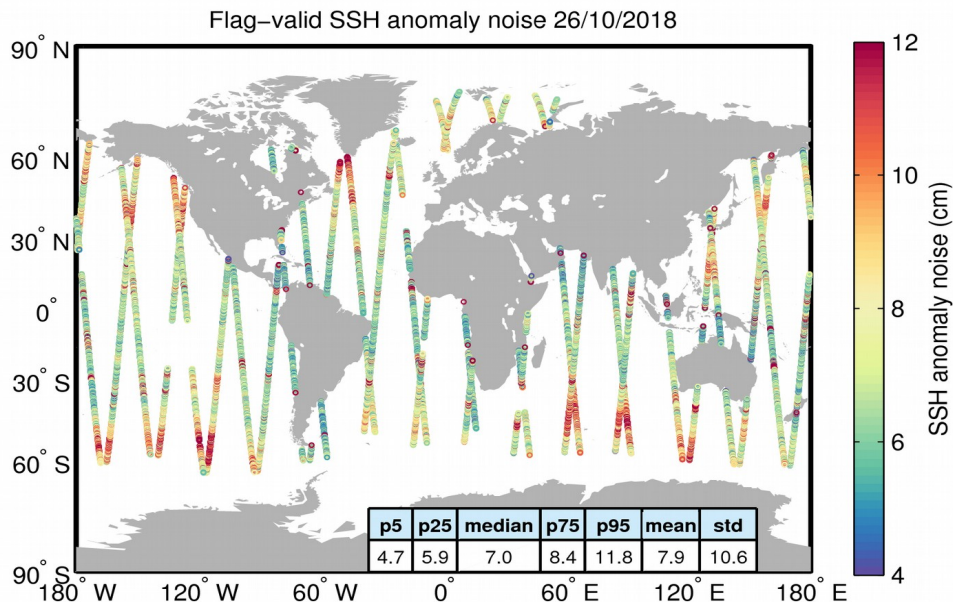 Flag–valid SSH anomaly noise 26/10/2018
90° N
60° N
30° N
0°
30° S
60° S
90° S
180° W
120° W
60° W
0°
60° E
120° E
180° E
p5 p25 median p75 p95 mean std
4.7 5.9 7.0 8.4 11.8 7.9 10.6
12
10
8
6
4
SSH anomaly noise (cm)